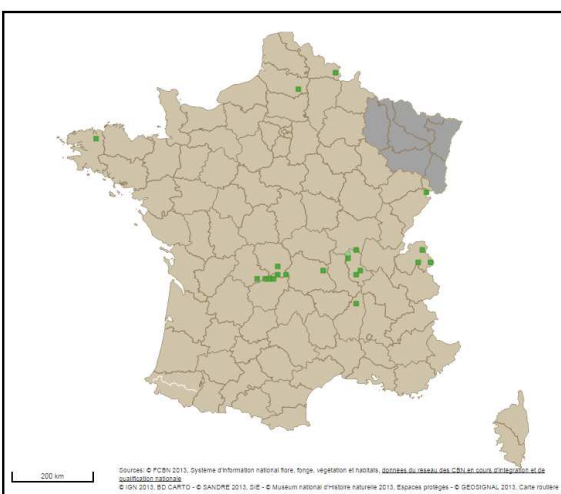 200 km
Sources: © FCBN 2013, Système d'information national flore, fonge, végétation et habitats, données du réseau des CBN en cours d'intégration et de
qualification nationale
© IGN 2013, BD CARTO - © SANDRE 2013, SIE - © Muséum national d'Histoire naturelle 2013, Espaces protégés - © GEOSIGNAL 2013, Carte routière